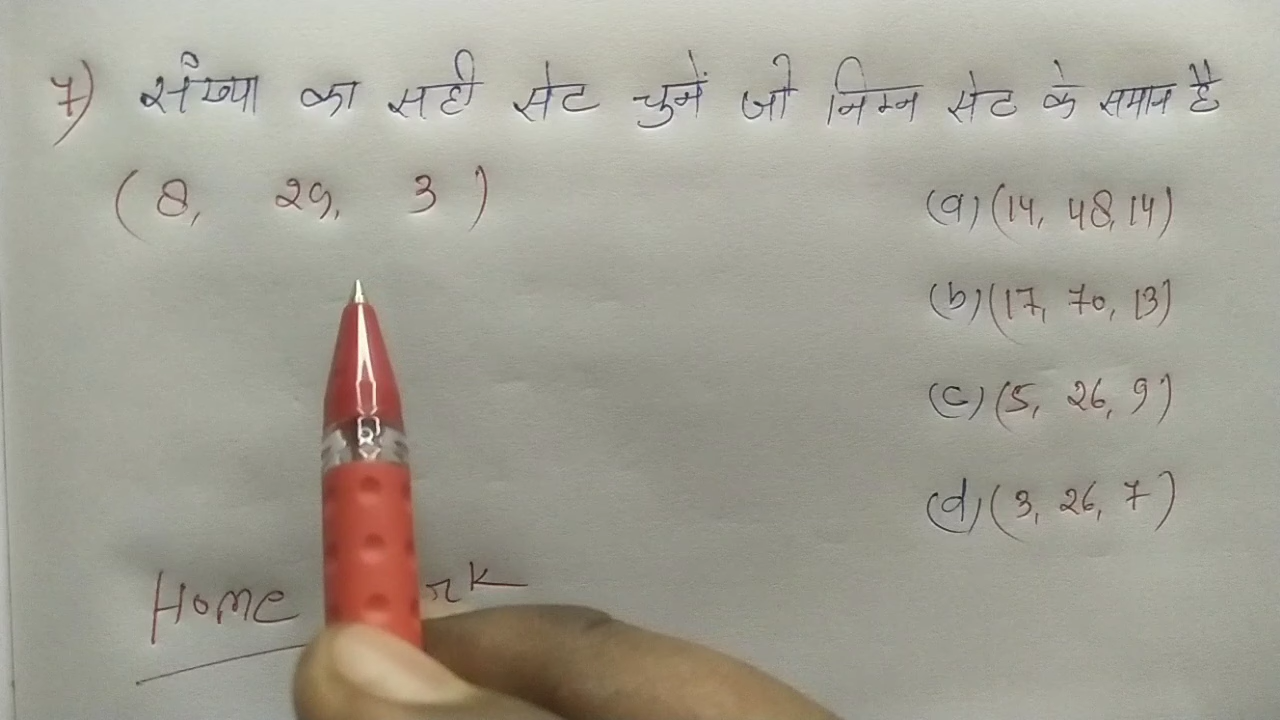 7) संख्या का सही सेट चुनें जो निम्न सेट के समान है
(8, 29, 3)
(a) (14, 48, 14)
(b) (17, 70, 13)
(c) (5, 26, 9)
(d) (3, 26, 7)
Home rk